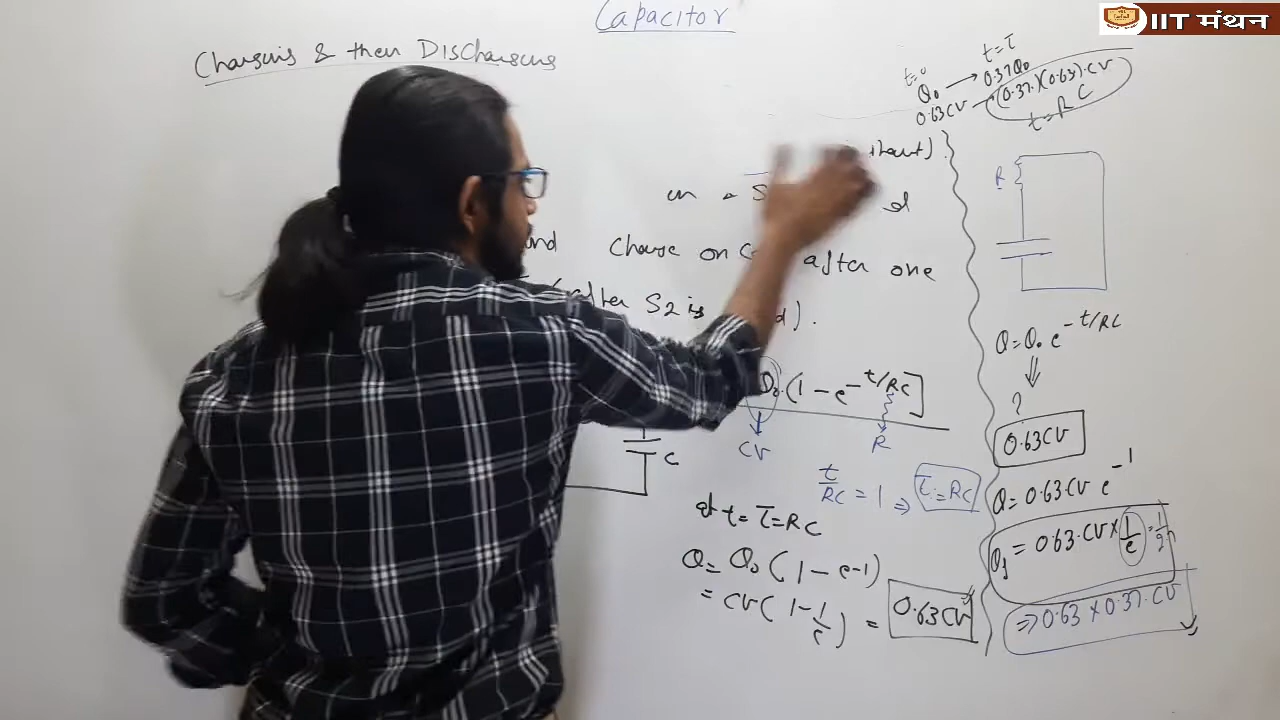 Capacitor
IIT मंथन
Charging & then Discharging
t=0
t=τ
Q₀ → 0.37Q₀
0.63CV → (0.37)(0.63).CV
t=RC
in a
Charge on C after one
(after S2 is
Q₀.(1 − e^−t/RC]
CV
R
C
t/RC = 1 ⇒ τ=RC
at t = τ = RC
Q = Q₀ (1 − e−1)
= CV(1 − 1/e) = 0.63CV
R
Q = Q₀ e^−t/RC
?
0.63CV
Q = 0.63CV e^−1
= 0.63.CV × 1/e
⇒ 0.63 × 0.37.CV